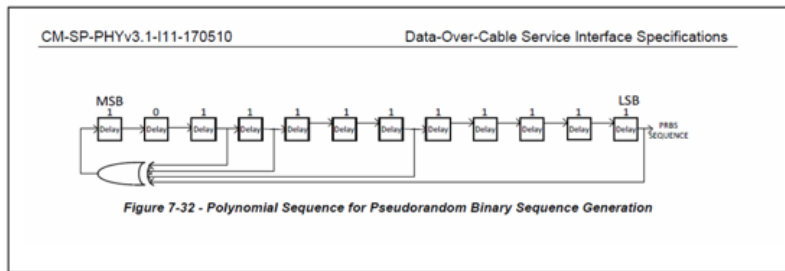 CM-SP-PHYv3.1-I11-170510 Data-Over-Cable Service Interface Specifications
MSB LSB
1 0 1 1 1 1 1 1 1 1 1 1
Delay Delay Delay Delay Delay Delay Delay Delay Delay Delay Delay Delay
PRBS
SEQUENCE
Figure 7-32 - Polynomial Sequence for Pseudorandom Binary Sequence Generation